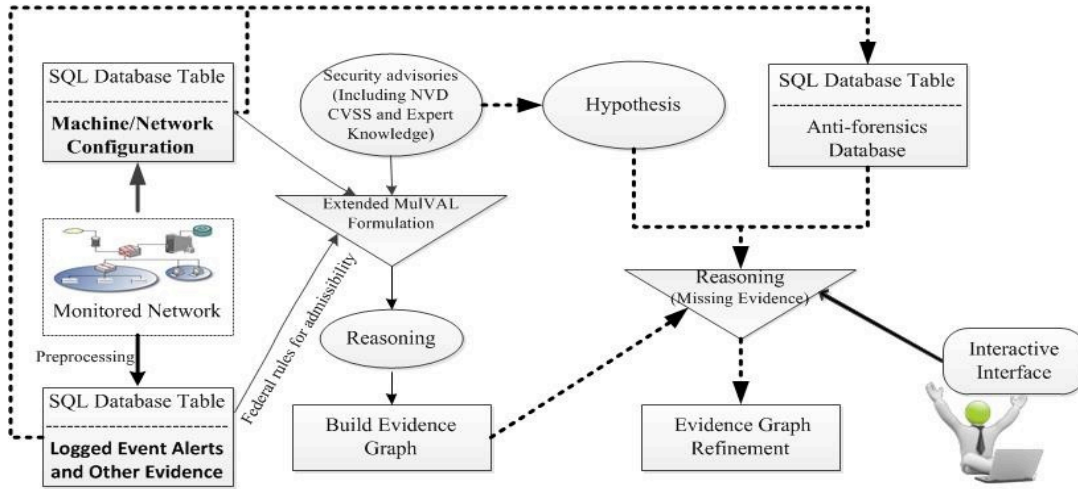 SQL Database Table
Machine/Network
Configuration
Monitored Network
Preprocessing
SQL Database Table
Logged Event Alerts
and Other Evidence
Federal rules for admissibility
Security advisories
(Including NVD
CVSS and Expert
Knowledge)
Extended MulVAL
Formulation
Reasoning
Build Evidence
Graph
Hypothesis
SQL Database Table
Anti-forensics
Database
Reasoning
(Missing Evidence)
Evidence Graph
Refinement
Interactive
Interface